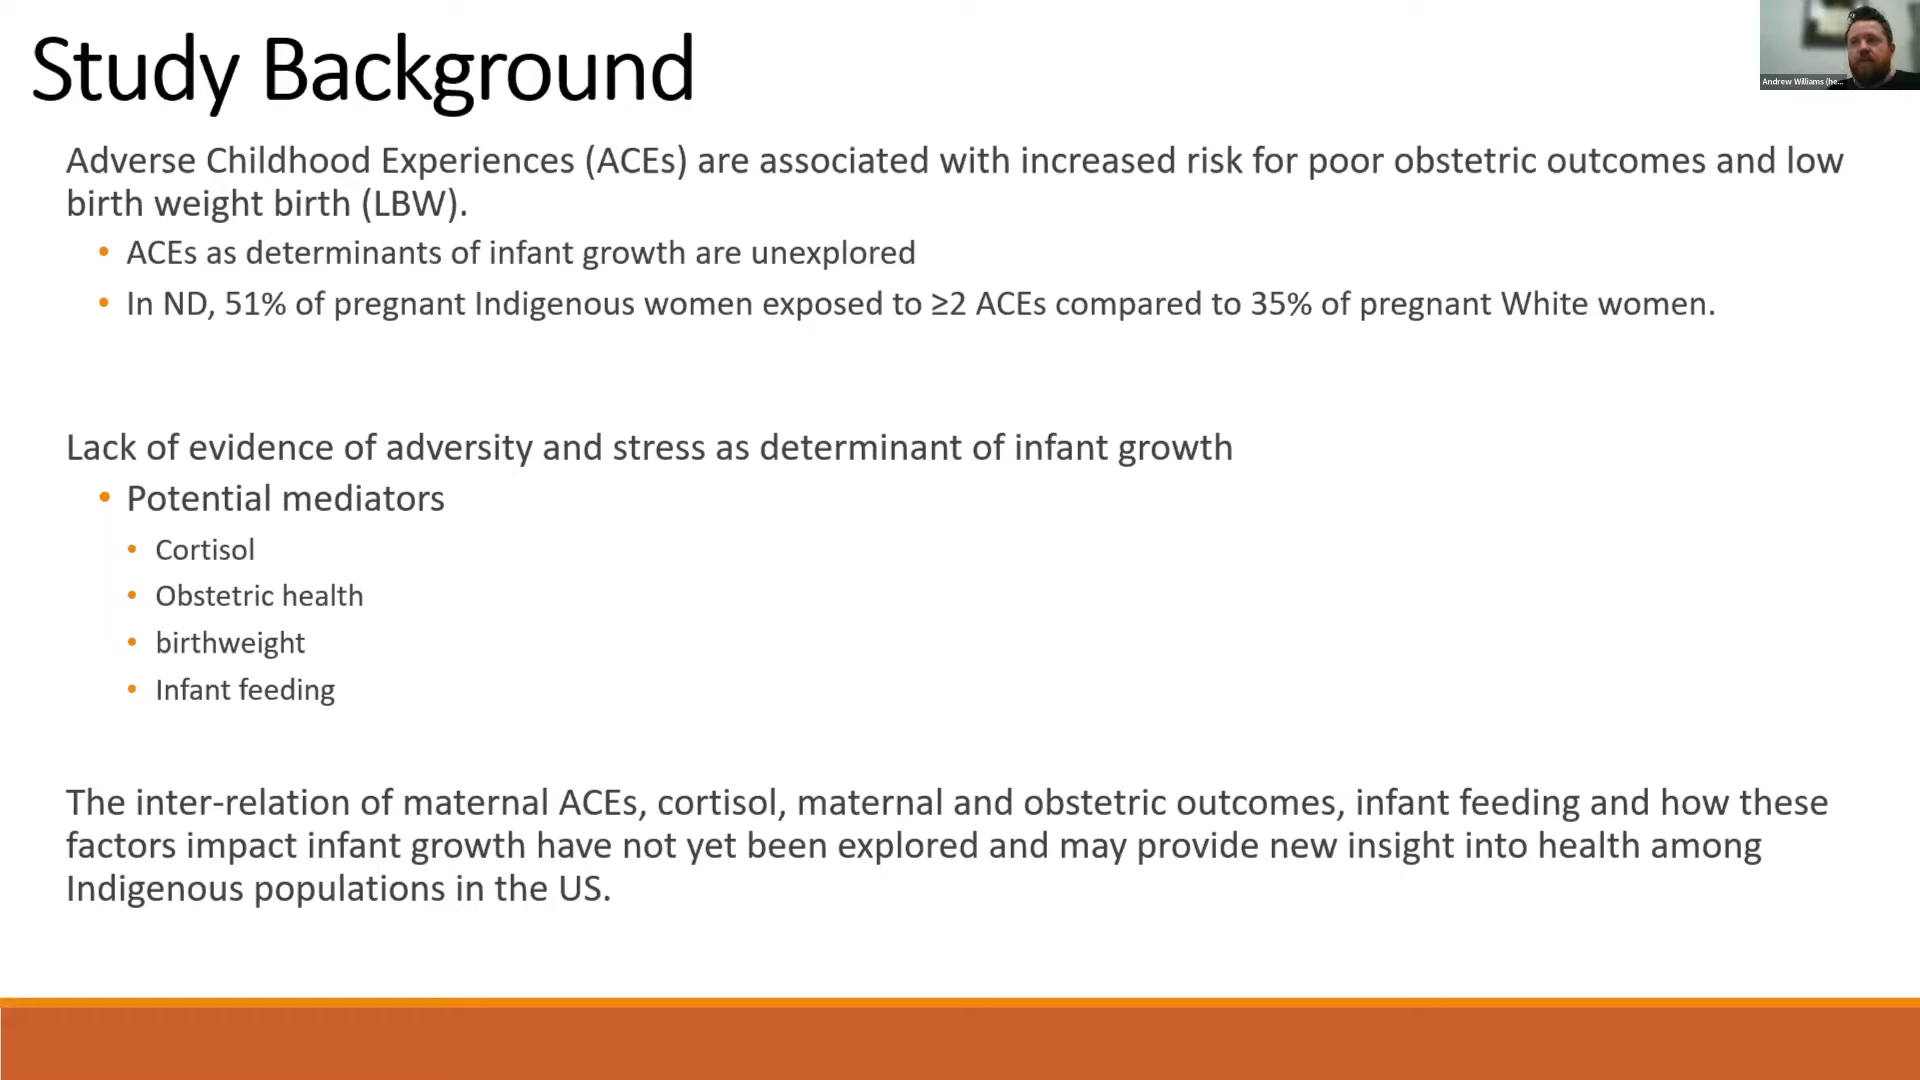 Study Background
Andrew Williams (he...
Adverse Childhood Experiences (ACEs) are associated with increased risk for poor obstetric outcomes and low
birth weight birth (LBW).
• ACEs as determinants of infant growth are unexplored
• In ND, 51% of pregnant Indigenous women exposed to ≥2 ACEs compared to 35% of pregnant White women.
Lack of evidence of adversity and stress as determinant of infant growth
• Potential mediators
• Cortisol
• Obstetric health
• birthweight
• Infant feeding
The inter-relation of maternal ACEs, cortisol, maternal and obstetric outcomes, infant feeding and how these
factors impact infant growth have not yet been explored and may provide new insight into health among
Indigenous populations in the US.